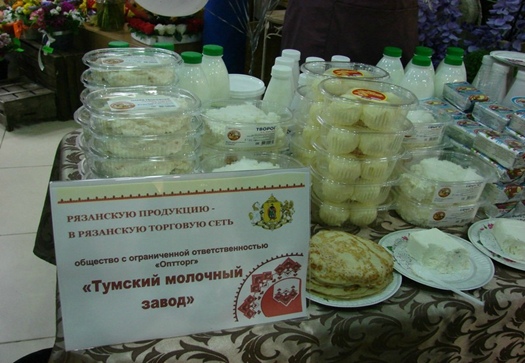 РЯЗАНСКУЮ ПРОДУКЦИЮ -
В РЯЗАНСКУЮ ТОРГОВУЮ СЕТЬ
общество с ограниченной ответственностью
«Оптторг»
«Тумский молочный
завод»
ТВОРОГ